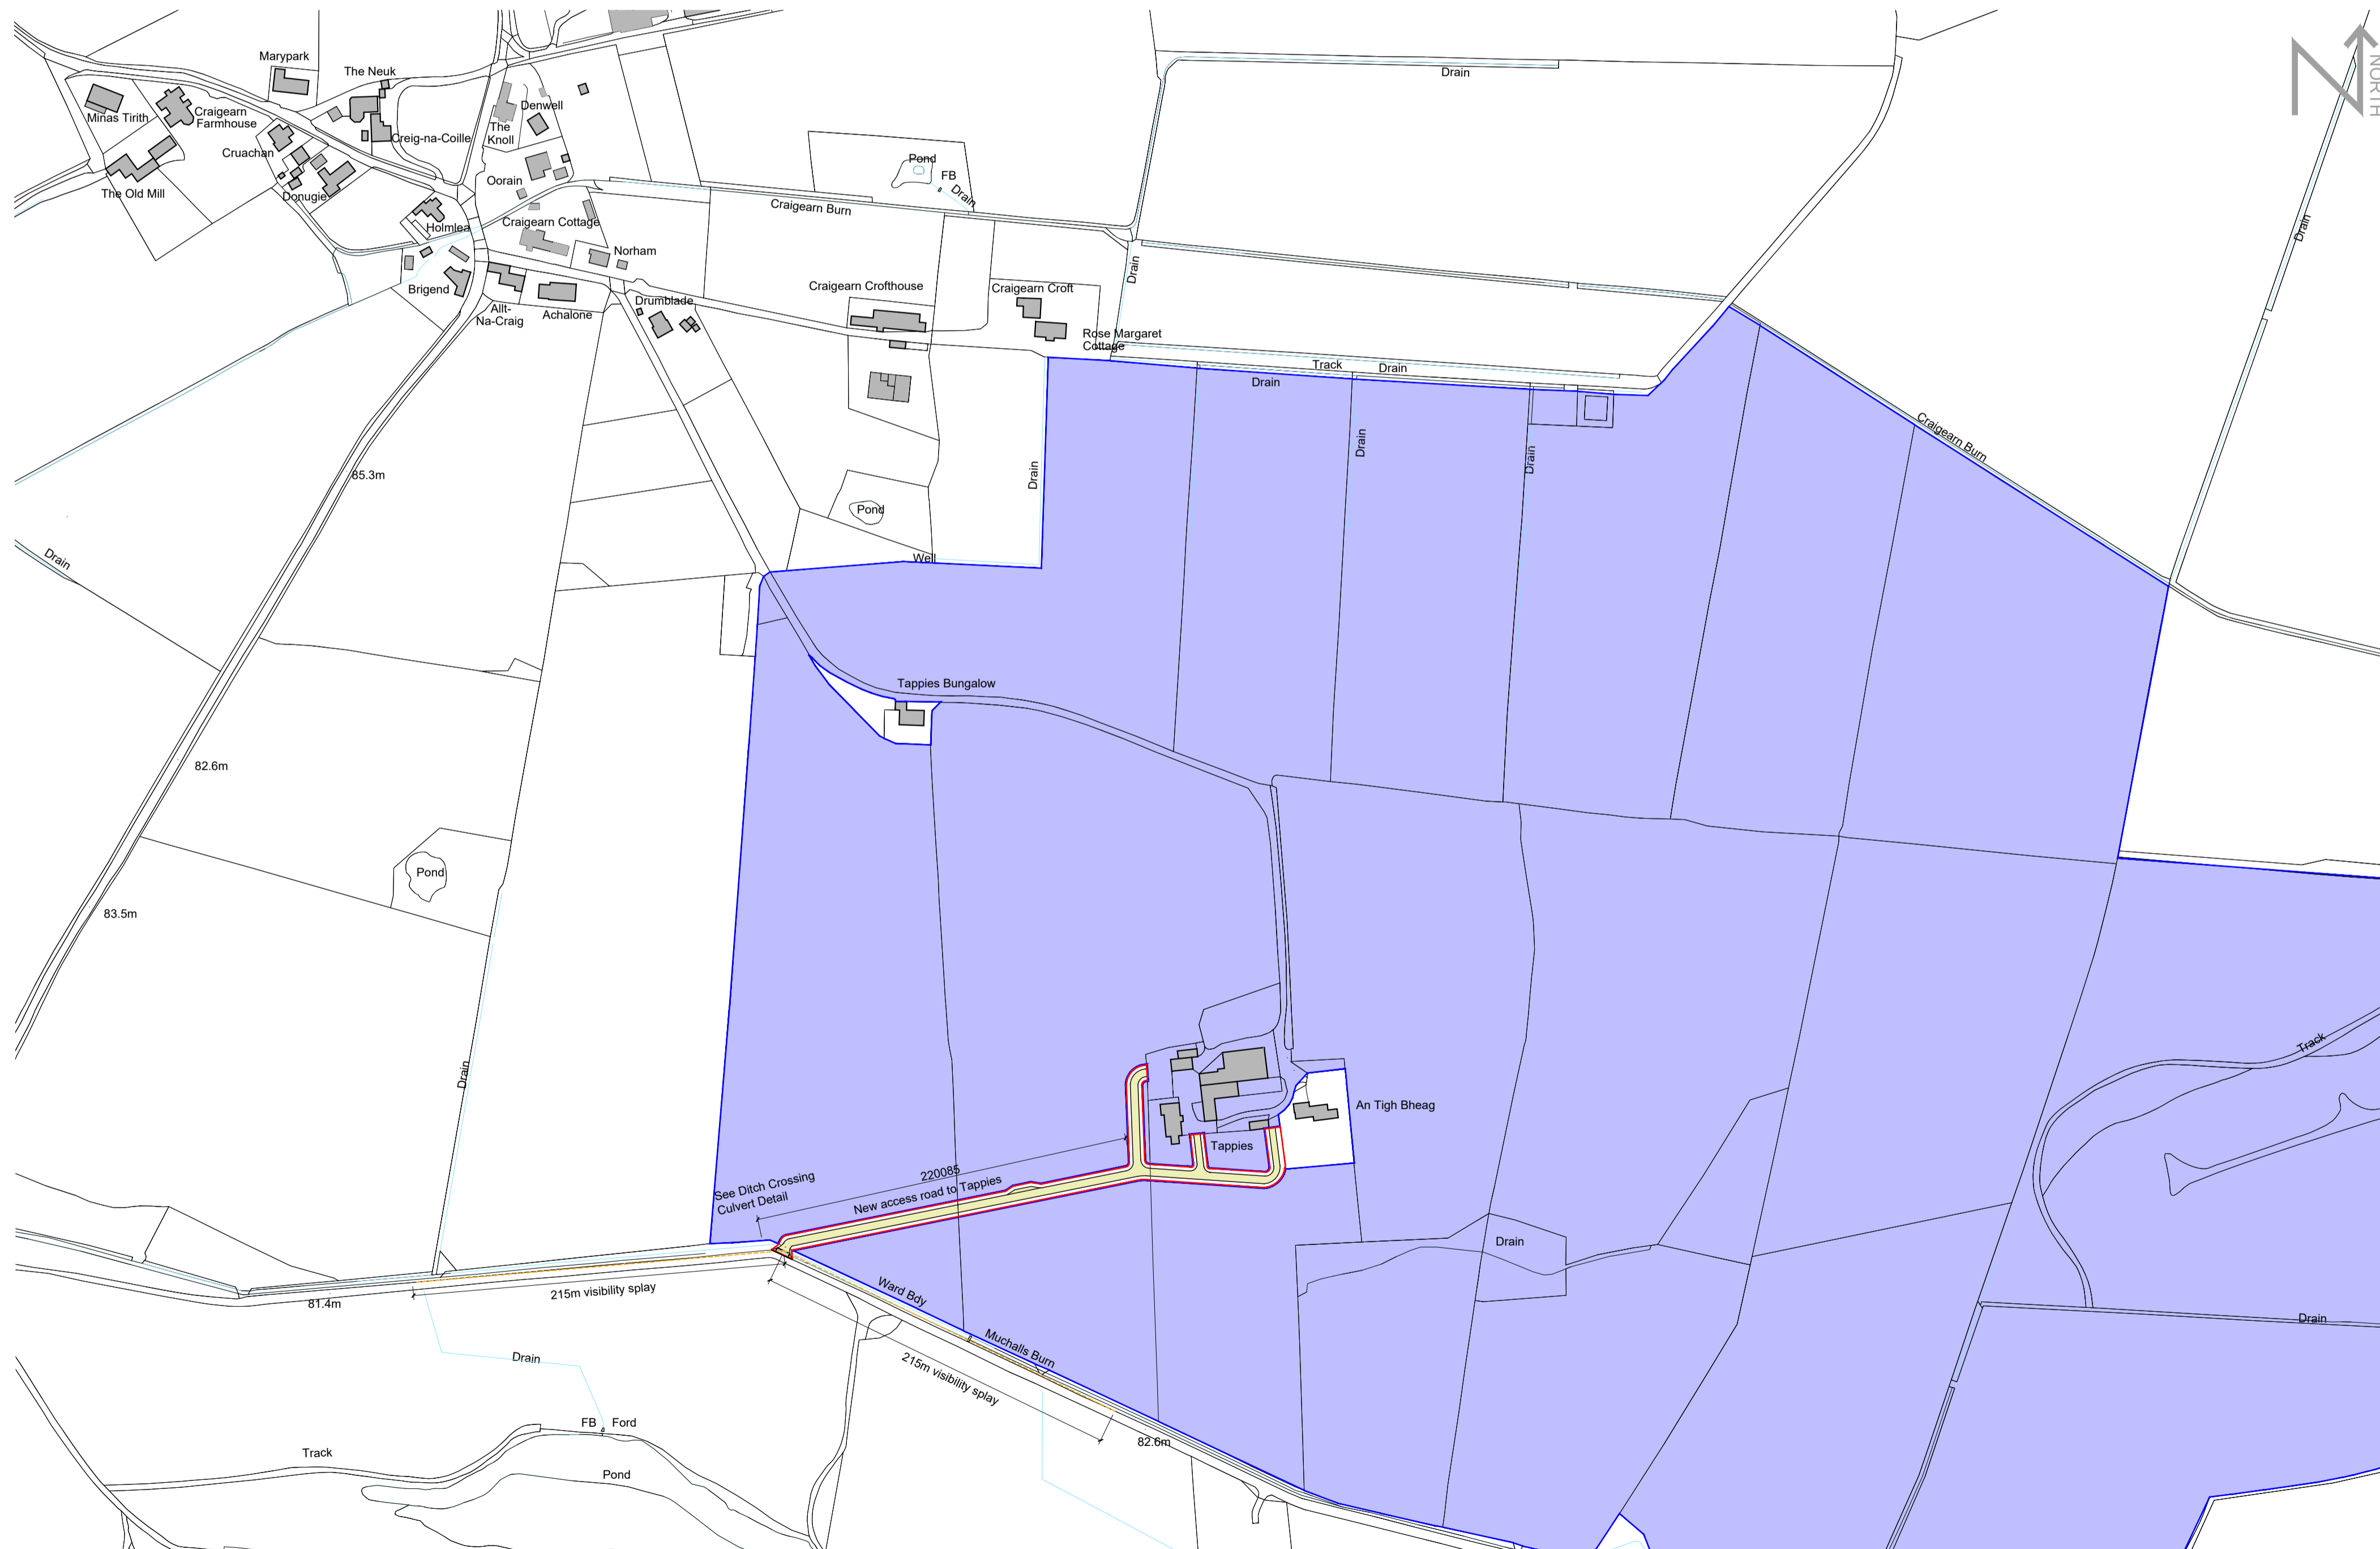 NORTH
Marypark
The Neuk
Minas Tirith
Craigearn
Farmhouse
Cruachan
Creig-na-Coille
The
Knoll
Denwell
The Old Mill
Donugie
Oorain
Holmlea
Craigearn Cottage
Norham
Brigend
Allt-
Na-Craig
Achalone
Drumblade
Craigearn Burn
Pond
FB
Drain
Drain
Drain
Drain
Craigearn Crofthouse
Craigearn Croft
Rose Margaret
Cottage
Track
Drain
Drain
Craigearn Burn
Drain
Drain
Drain
85.3m
Pond
Well
Drain
Tappies Bungalow
82.6m
Pond
83.5m
Drain
Track
An Tigh Bheag
Tappies
220085
New access road to Tappies
See Ditch Crossing
Culvert Detail
Drain
81.4m
215m visibility splay
Ward Bdy
Muchalls Burn
215m visibility splay
Drain
Drain
FB
Ford
82.6m
Track
Pond